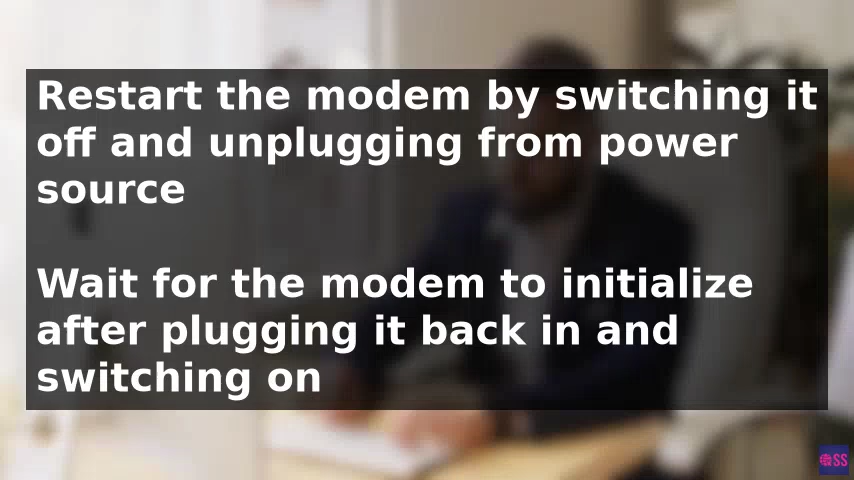 Restart the modem by switching it
off and unplugging from power
source
Wait for the modem to initialize
after plugging it back in and
switching on
SS